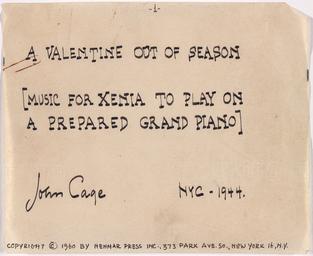 -1-
A VALENTINE OUT OF SEASON
[MUSIC FOR XENIA TO PLAY ON
A PREPARED GRAND PIANO]
John Cage NYC - 1944.
COPYRIGHT © 1960 BY HENMAR PRESS INC., 373 PARK AVE. SO., NEW YORK 16, N.Y.